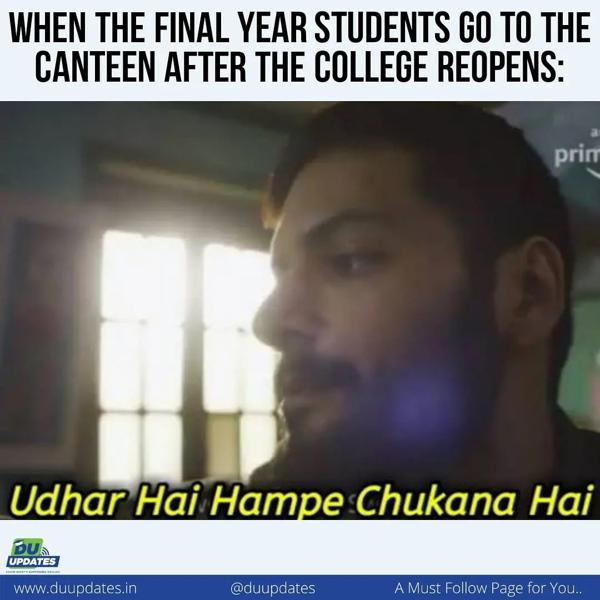 WHEN THE FINAL YEAR STUDENTS GO TO THE
CANTEEN AFTER THE COLLEGE REOPENS:
Udhar Hai Hampe Chukana Hai
DU
UPDATES
www.duupdates.in
@duupdates
A Must Follow Page for You..